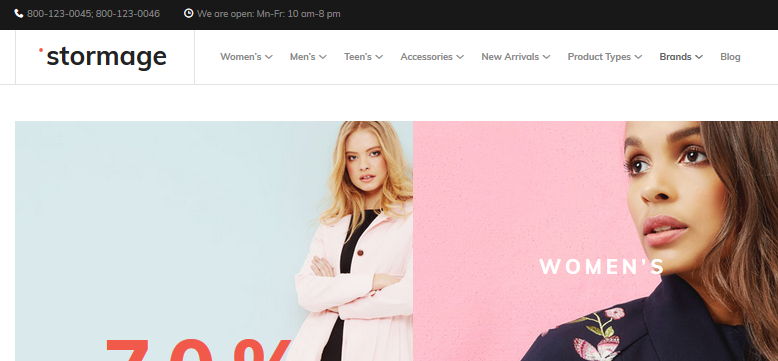 800-123-0045; 800-123-0046 We are open: Mn-Fr: 10 am-8 pm
stormage
Women's Men's Teen's Accessories New Arrivals Product Types Brands Blog
WOMEN'S
70%